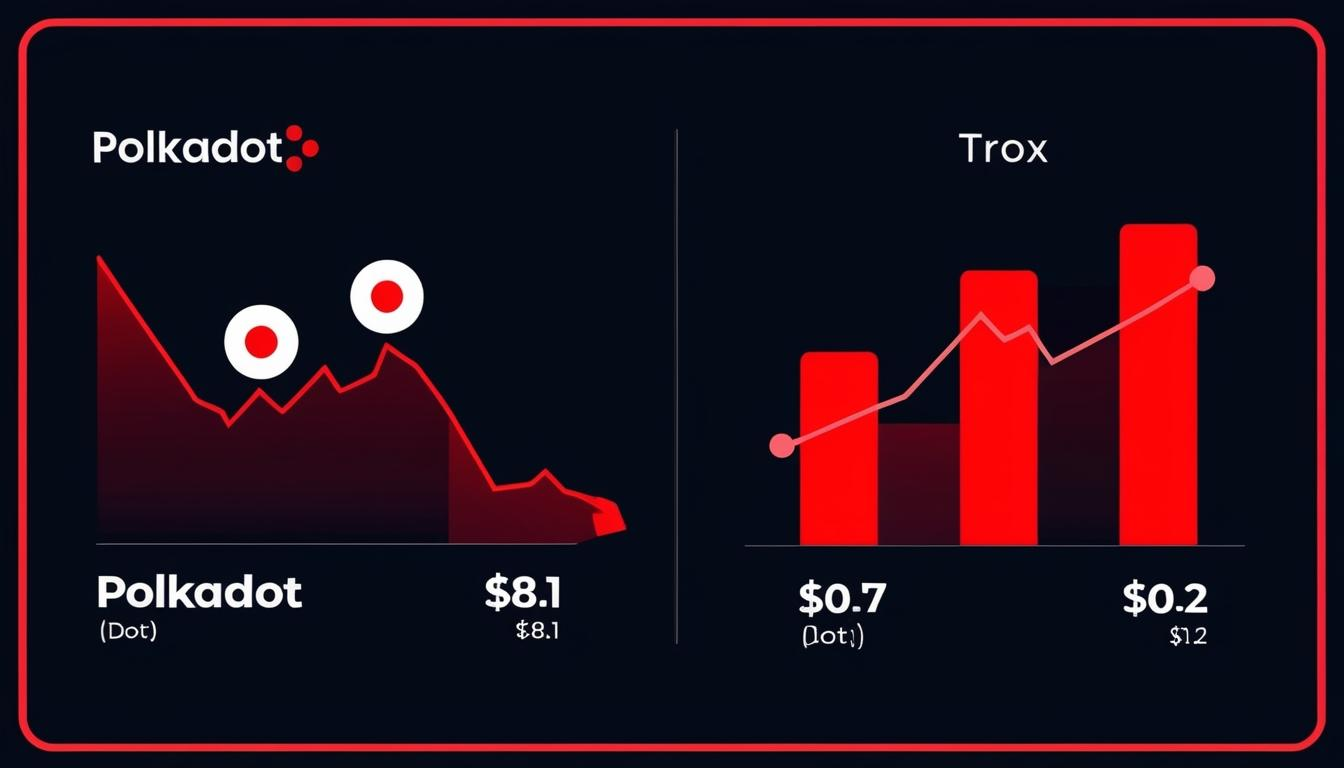 Polkadot
Trox
Polkadot
$8.1
(Dot)
$8.1
$0.7
$0.2
$12